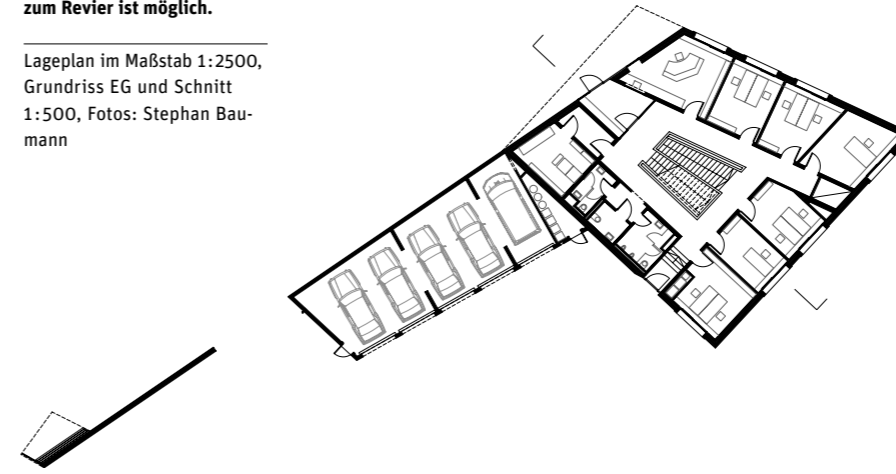 zum Revier ist möglich.
Lageplan im Maßstab 1:2500,
Grundriss EG und Schnitt
1:500, Fotos: Stephan Bau-
mann